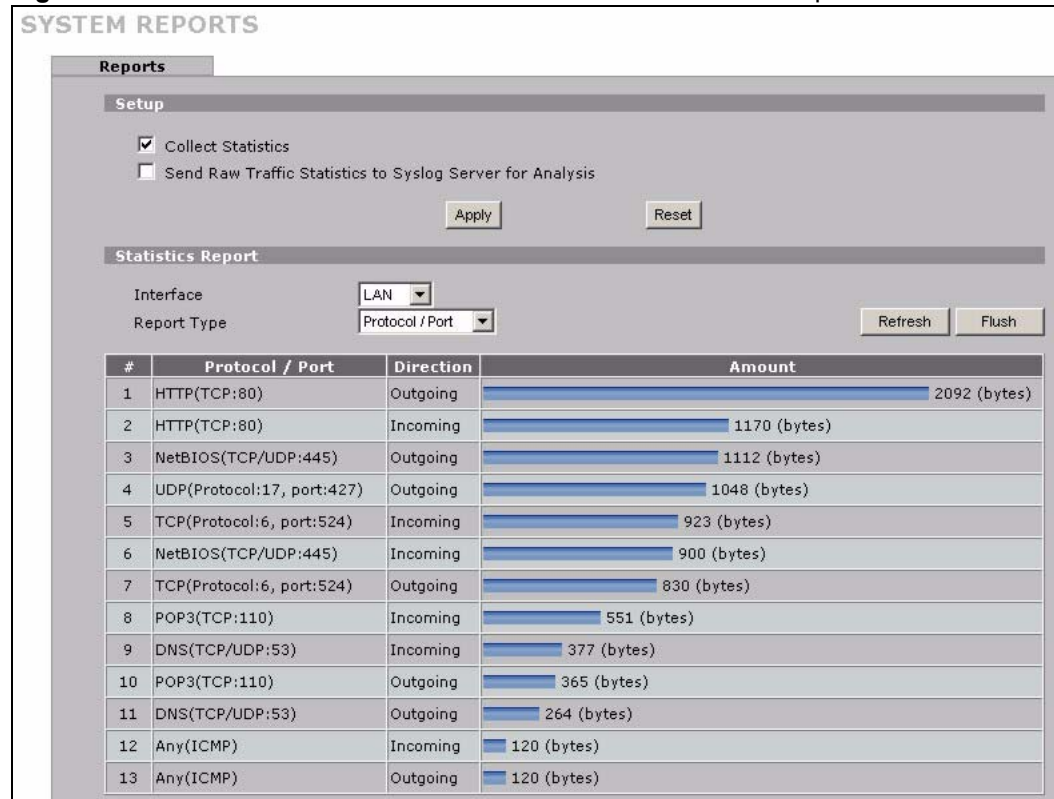 SYSTEM REPORTS
Reports
Setup
Collect Statistics
Send Raw Traffic Statistics to Syslog Server for Analysis
Apply Reset
Statistics Report
Interface LAN
Report Type Protocol / Port Refresh Flush
# Protocol / Port Direction Amount
1 HTTP(TCP:80) Outgoing 2092 (bytes)
2 HTTP(TCP:80) Incoming 1170 (bytes)
3 NetBIOS(TCP/UDP:445) Outgoing 1112 (bytes)
4 UDP(Protocol:17, port:427) Outgoing 1048 (bytes)
5 TCP(Protocol:6, port:524) Incoming 923 (bytes)
6 NetBIOS(TCP/UDP:445) Incoming 900 (bytes)
7 TCP(Protocol:6, port:524) Outgoing 830 (bytes)
8 POP3(TCP:110) Incoming 551 (bytes)
9 DNS(TCP/UDP:53) Incoming 377 (bytes)
10 POP3(TCP:110) Outgoing 365 (bytes)
11 DNS(TCP/UDP:53) Outgoing 264 (bytes)
12 Any(ICMP) Incoming 120 (bytes)
13 Any(ICMP) Outgoing 120 (bytes)